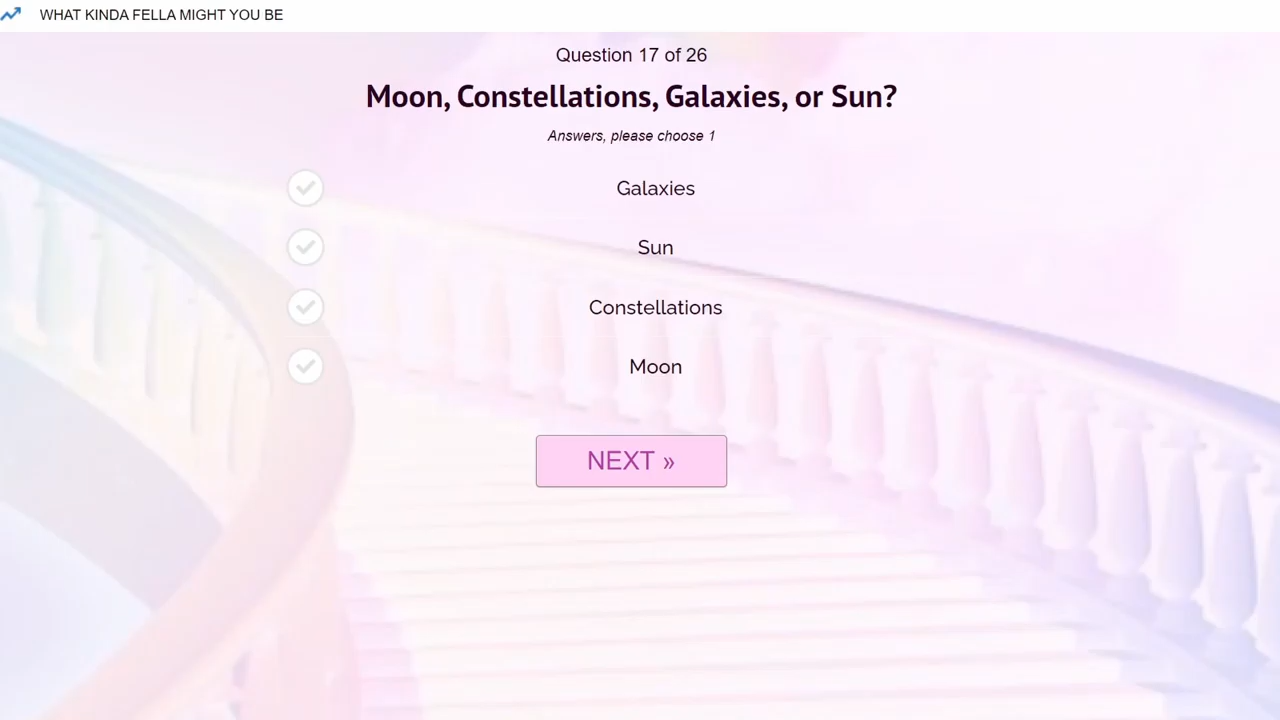 WHAT KINDA FELLA MIGHT YOU BE
Question 17 of 26
Moon, Constellations, Galaxies, or Sun?
Answers, please choose 1
Galaxies
Sun
Constellations
Moon
NEXT »